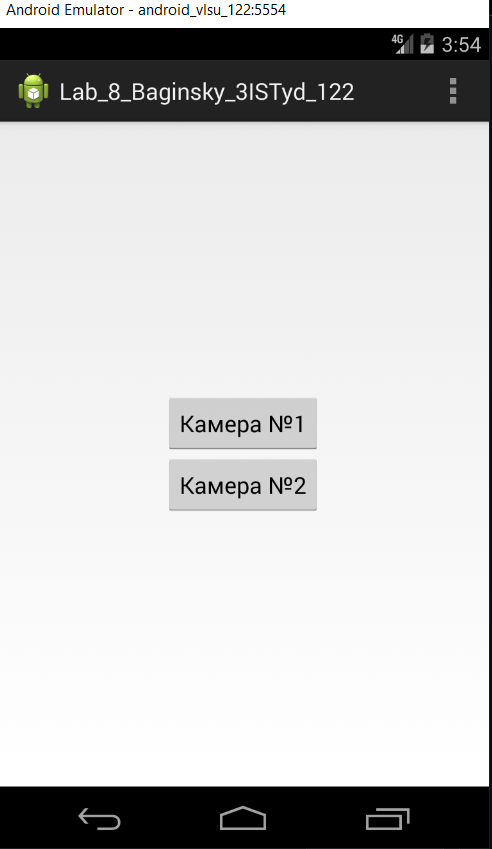 Android Emulator - android_vlsu_122:5554
4G 3:54
Lab_8_Baginsky_3ISTyd_122
Камера №1
Камера №2